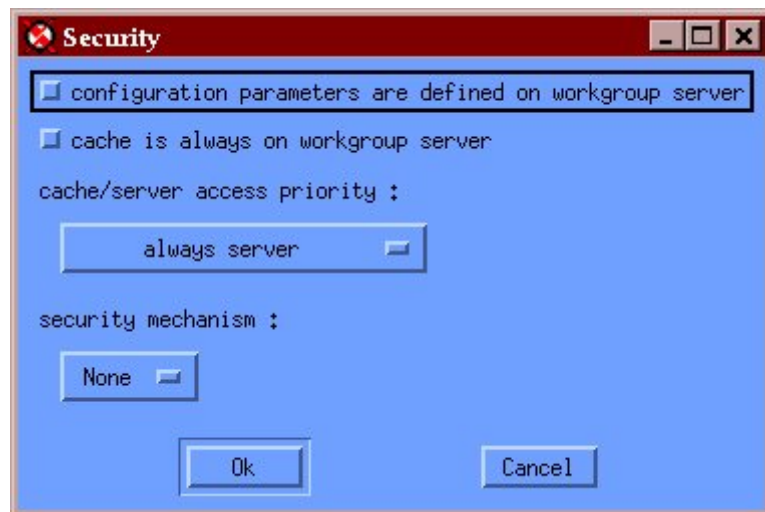 Security
configuration parameters are defined on workgroup server
cache is always on workgroup server
cache/server access priority :
always server
security mechanism :
None
Ok Cancel